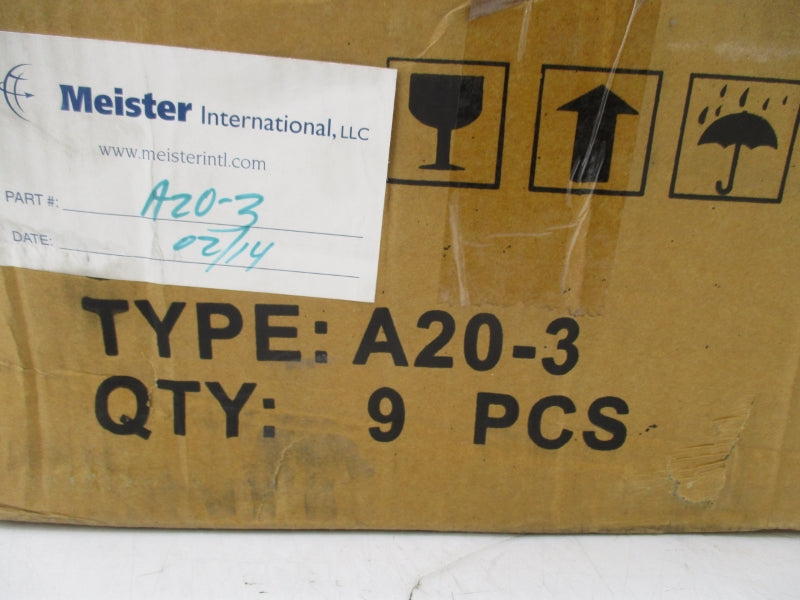 Meister International, LLC
www.meisterintl.com
PART #: A20-3
DATE: 02/14
TYPE: A20-3
QTY: 9 PCS